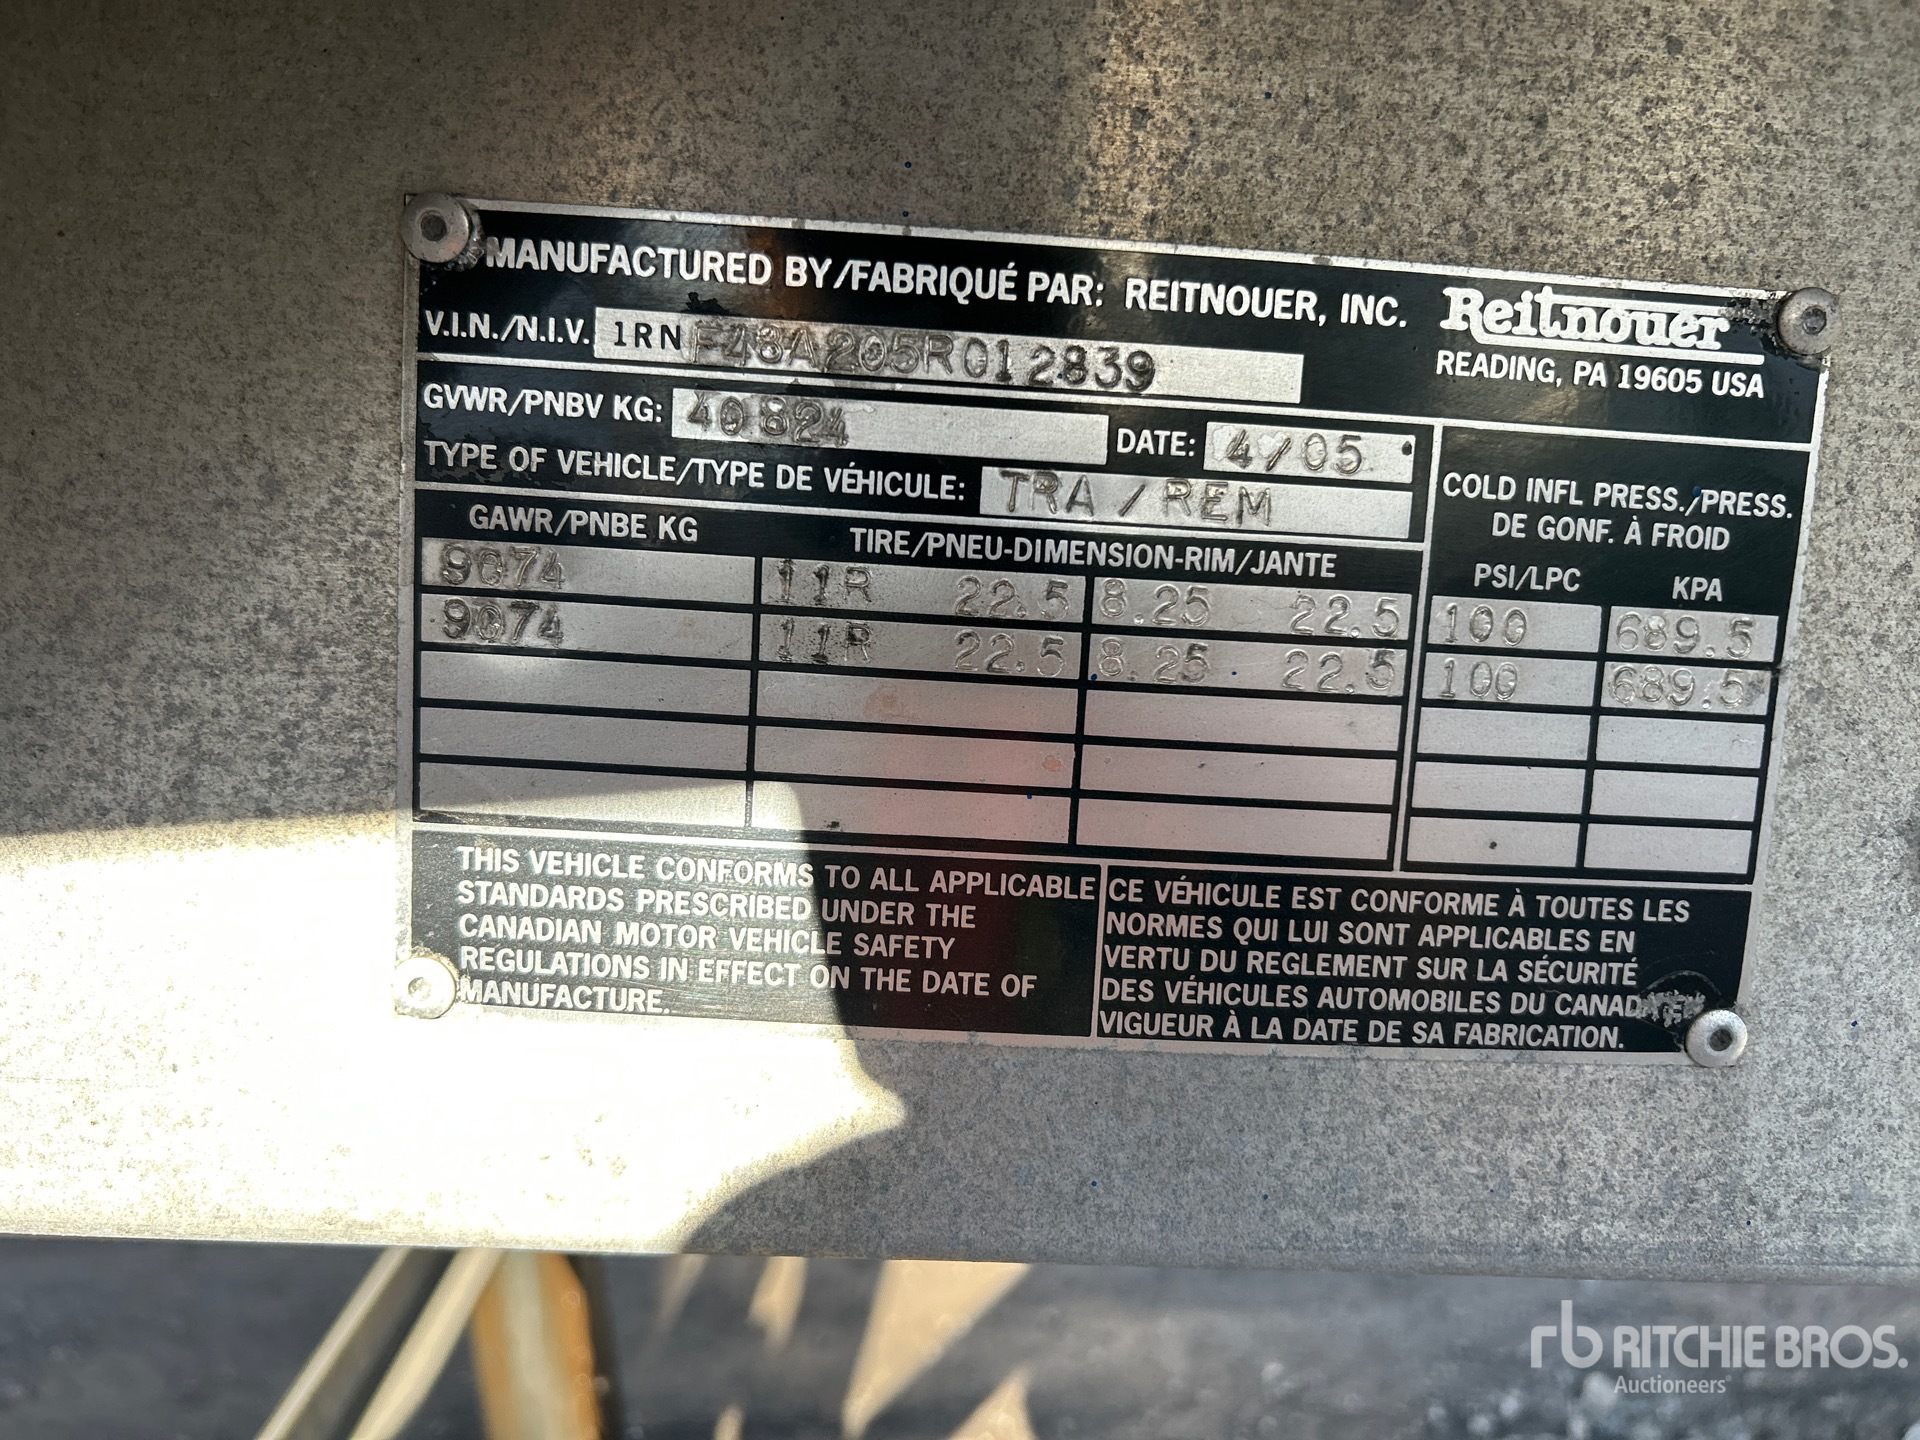 MANUFACTURED BY/FABRIQUÉ PAR: REITNOUER, INC.
Reitnouer
READING, PA 19605 USA
V.I.N./N.I.V. 1RNF48A205R012839
GVWR/PNBV KG: 40824 DATE: 4/05
TYPE OF VEHICLE/TYPE DE VÉHICULE: TRA/REM
GAWR/PNBE KG TIRE/PNEU-DIMENSION-RIM/JANTE
COLD INFL PRESS./PRESS.
DE GONF. À FROID
PSI/LPC KPA
9074 11R 22.5 8.25 22.5 100 689.5
9074 11R 22.5 8.25 22.5 100 689.5
THIS VEHICLE CONFORMS TO ALL APPLICABLE
STANDARDS PRESCRIBED UNDER THE
CANADIAN MOTOR VEHICLE SAFETY
REGULATIONS IN EFFECT ON THE DATE OF
MANUFACTURE.
CE VÉHICULE EST CONFORME À TOUTES LES
NORMES QUI LUI SONT APPLICABLES EN
VERTU DU REGLEMENT SUR LA SÉCURITÉ
DES VÉHICULES AUTOMOBILES DU CANADA EN
VIGUEUR À LA DATE DE SA FABRICATION.
rb RITCHIE BROS.
Auctioneers